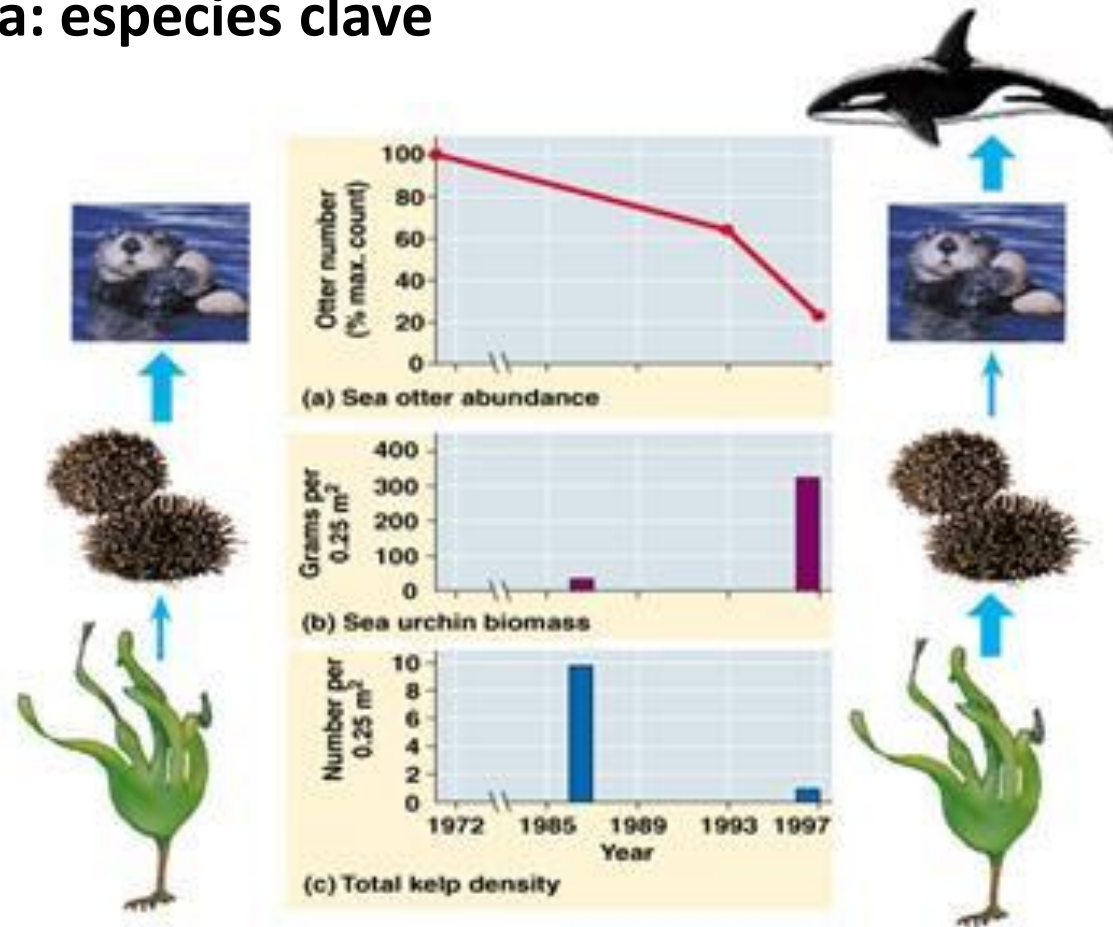 a: especies clave
Otter number
(% max. count)
100
80
60
40
20
0
(a) Sea otter abundance
Grams per
0.25 m²
400
300
200
100
0
(b) Sea urchin biomass
Number per
0.25 m²
10
8
6
4
2
0
1972 1985 1989 1993 1997
Year
(c) Total kelp density